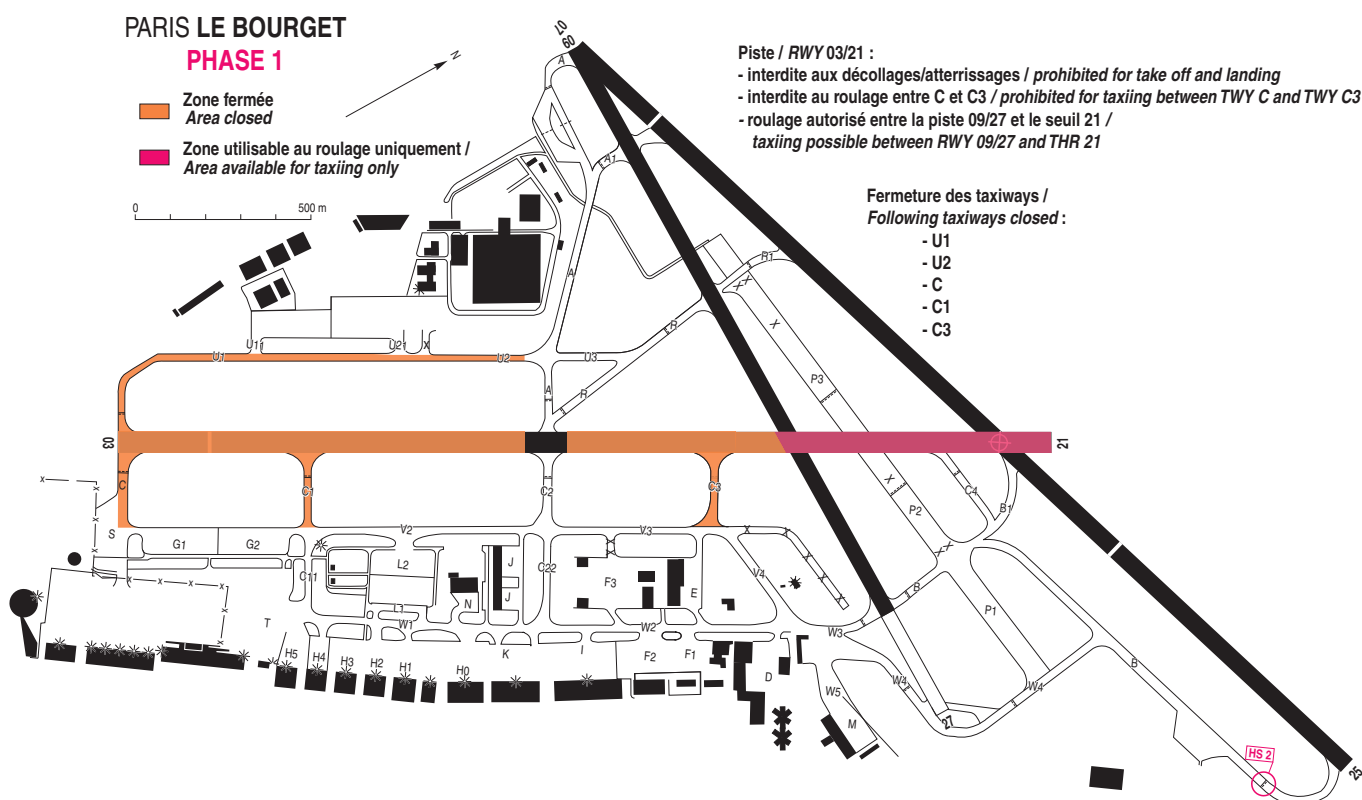 PARIS LE BOURGET
PHASE 1
Zone fermée
Area closed
Zone utilisable au roulage uniquement /
Area available for taxiing only
0 500 m
N
Piste / RWY 03/21 :
- interdite aux décollages/atterrissages / prohibited for take off and landing
- interdite au roulage entre C et C3 / prohibited for taxiing between TWY C and TWY C3
- roulage autorisé entre la piste 09/27 et le seuil 21 /
taxiing possible between RWY 09/27 and THR 21
Fermeture des taxiways /
Following taxiways closed :
- U1
- U2
- C
- C1
- C3
07
09
A
A1
R1
A
R
U11
U21
X
U1
U2
U3
A
R
P3
03
21
C
C1
C2
C3
C4
B1
P2
S
G1
G2
V2
V3
V4
C11
L2
J
J
C22
F3
E
N
L1
W1
W2
B
W3
P1
T
H5
H4
H3
H2
H1
H0
K
I
F2
F1
D
W4
W4
W5
M
27
B
HS 2
25